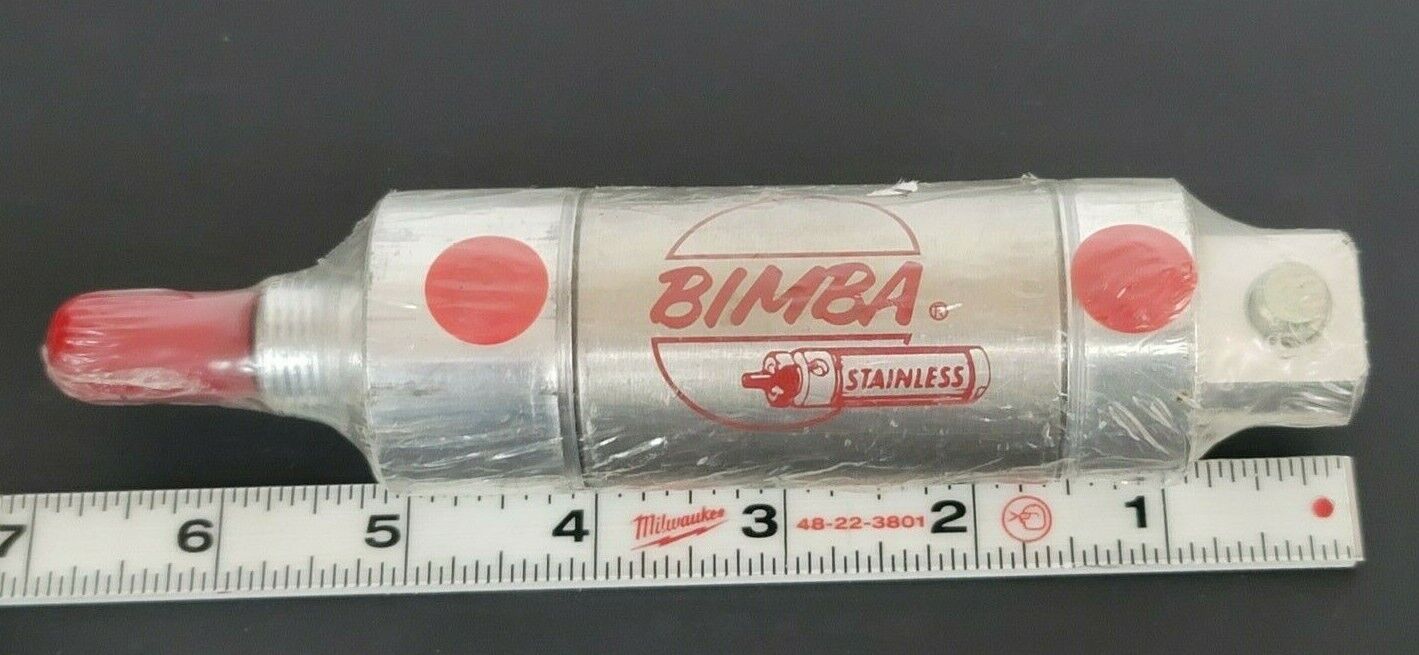 BIMBA®
STAINLESS
7 6 5 4 Milwaukee 3 48-22-3801 2 1